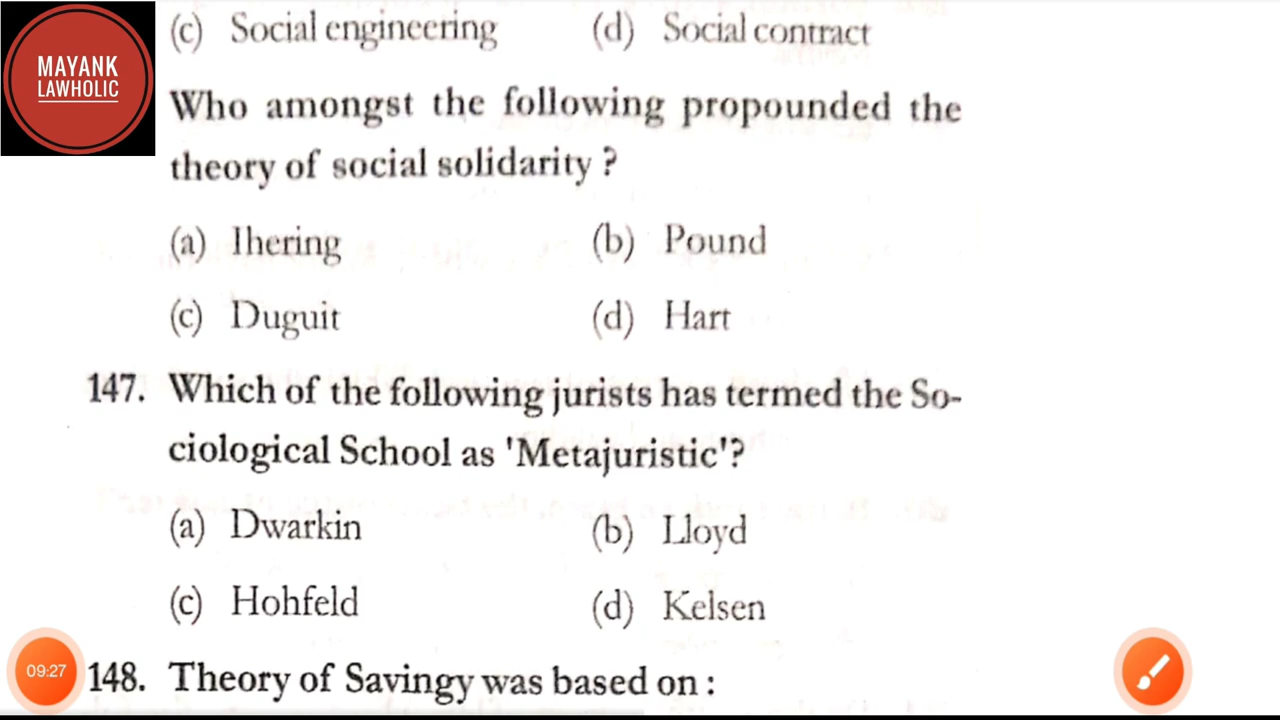 MAYANK
LAWHOLIC
(c) Social engineering (d) Social contract
Who amongst the following propounded the
theory of social solidarity ?
(a) Ihering (b) Pound
(c) Duguit (d) Hart
147. Which of the following jurists has termed the So-
ciological School as 'Metajuristic'?
(a) Dwarkin (b) Lloyd
(c) Hohfeld (d) Kelsen
09:27
148. Theory of Savingy was based on :